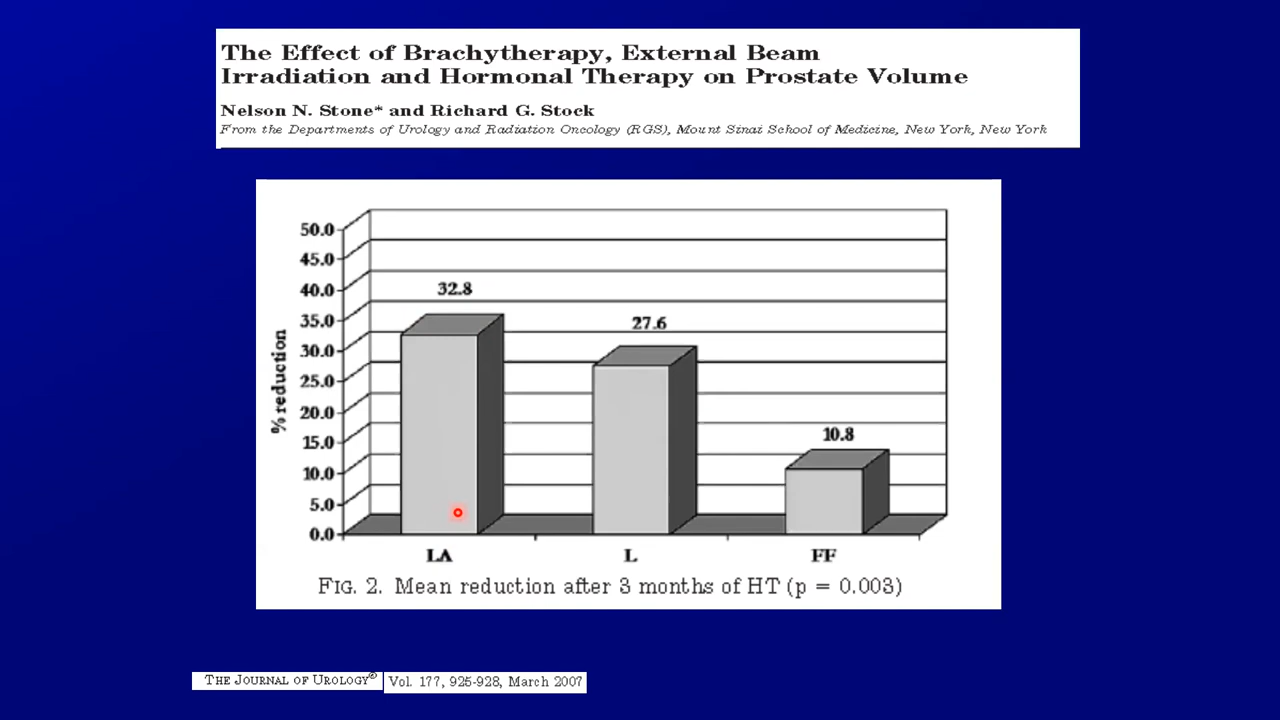 The Effect of Brachytherapy, External Beam
Irradiation and Hormonal Therapy on Prostate Volume
Nelson N. Stone* and Richard G. Stock
From the Departments of Urology and Radiation Oncology (RGS), Mount Sinai School of Medicine, New York, New York
50.0
45.0
40.0
35.0
30.0
25.0
20.0
15.0
10.0
5.0
0.0
% reduction
32.8
27.6
10.8
LA
L
FF
FIG. 2. Mean reduction after 3 months of HT (p = 0.003)
THE JOURNAL OF UROLOGY® Vol. 177, 925-928, March 2007